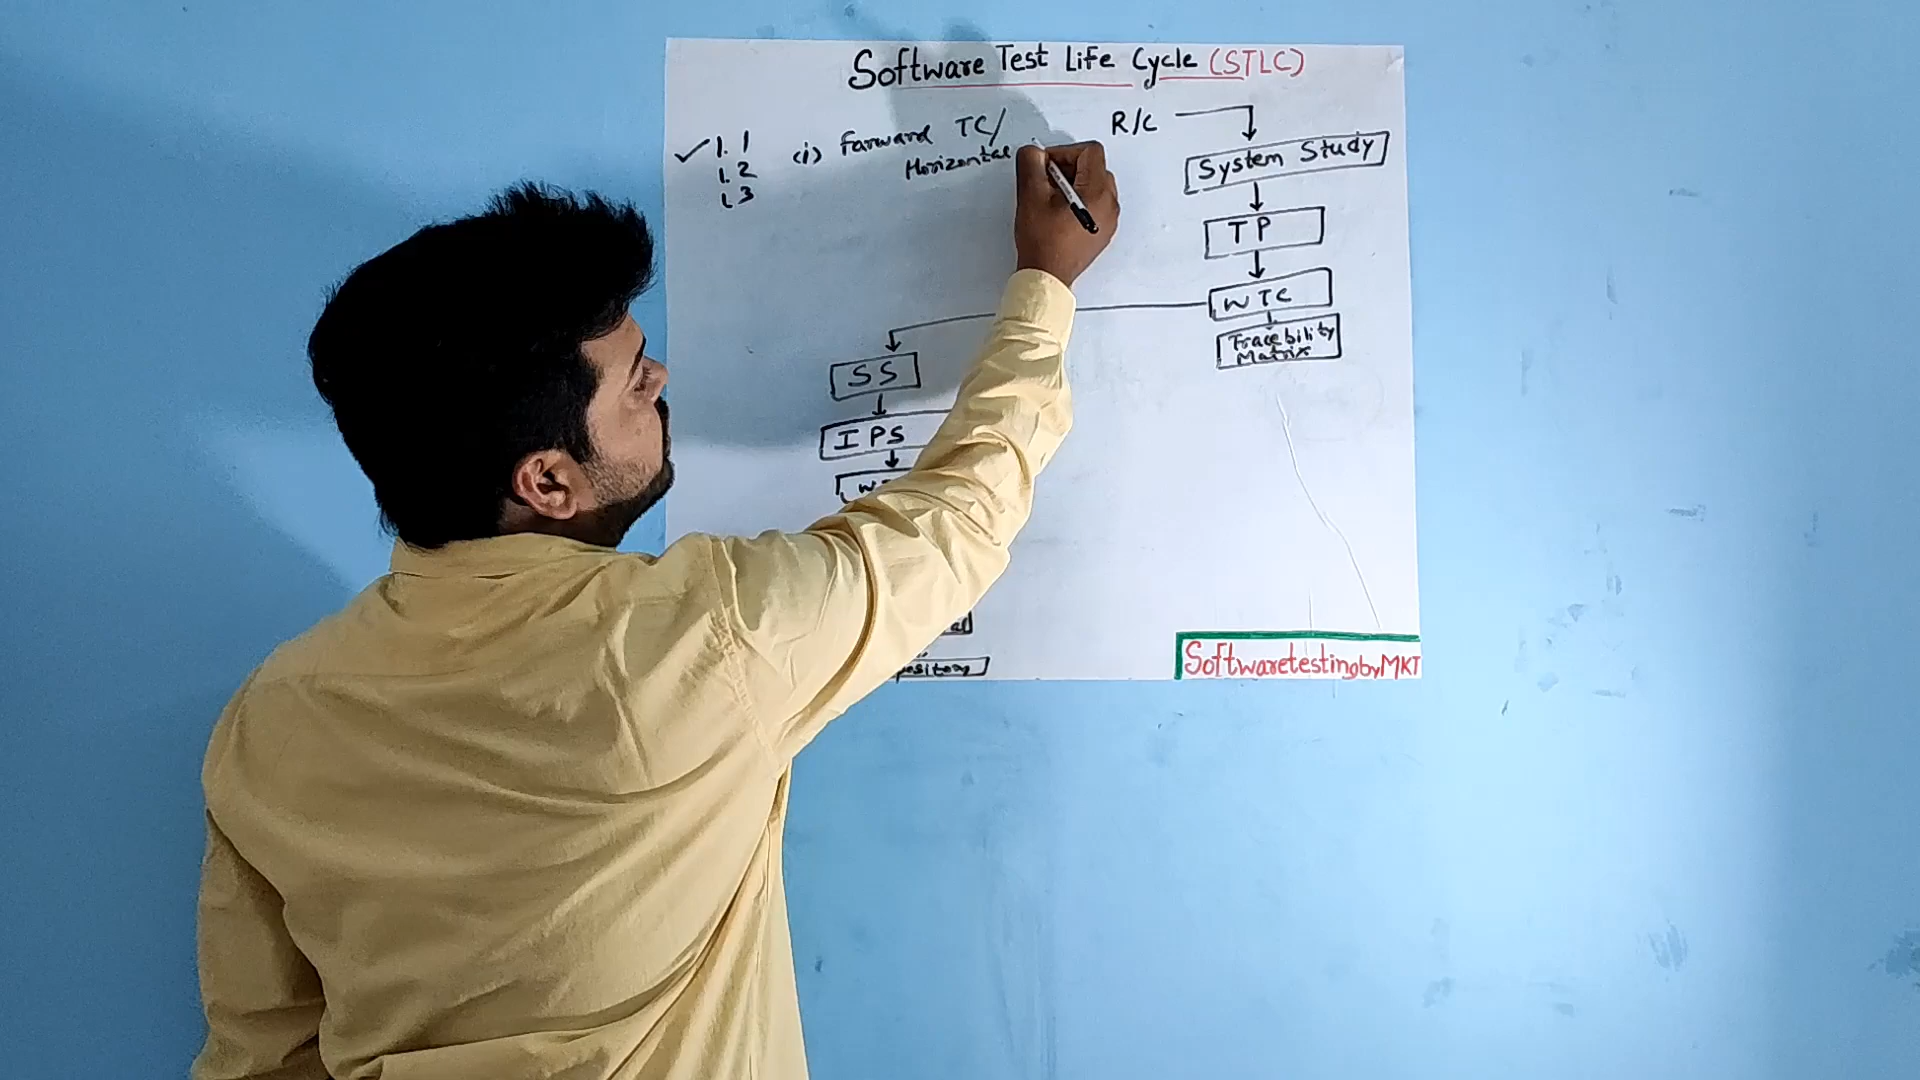 Software Test Life Cycle (STLC)
1.1
1.2
1.3
(i) Forward TC/
Horizontal
R/C
System Study
TP
WTC
Tracebility
Matrix
SS
IPS
SoftwaretestingbyMKT